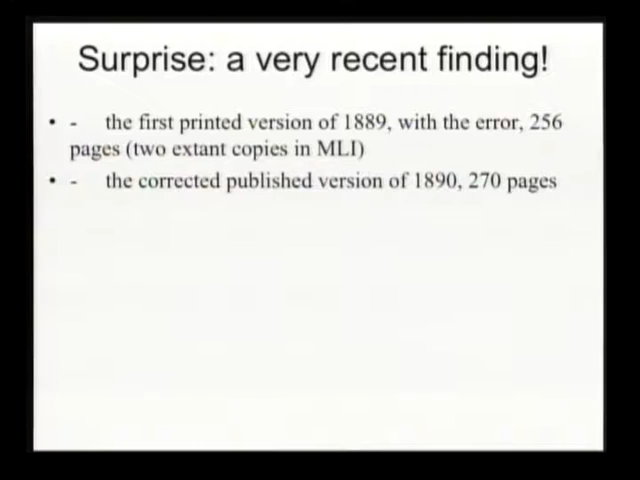 Surprise: a very recent finding!
• - the first printed version of 1889, with the error, 256
pages (two extant copies in MLI)
• - the corrected published version of 1890, 270 pages